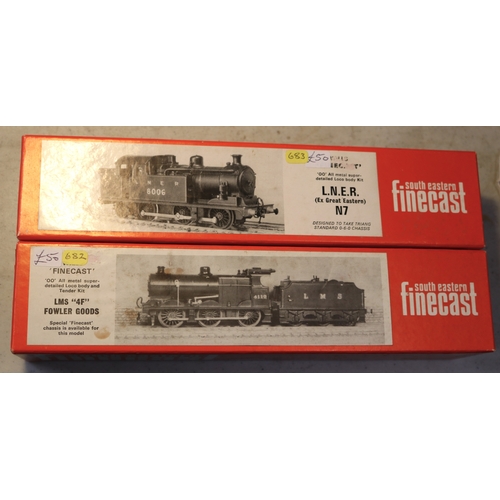 683
£50
'OO' All metal super-
detailed Loco body Kit
L.N.E.R.
(Ex Great Eastern)
N7
DESIGNED TO TAKE TRIANG
STANDARD 0-6-0 CHASSIS
south eastern
finecast
L N E R
8006
£50
682
'FINECAST'
'OO' All metal super-
detailed Loco body and
Tender Kit
LMS "4F"
FOWLER GOODS
Special 'Finecast'
chassis is available for
this model
L M S
south eastern
finecast